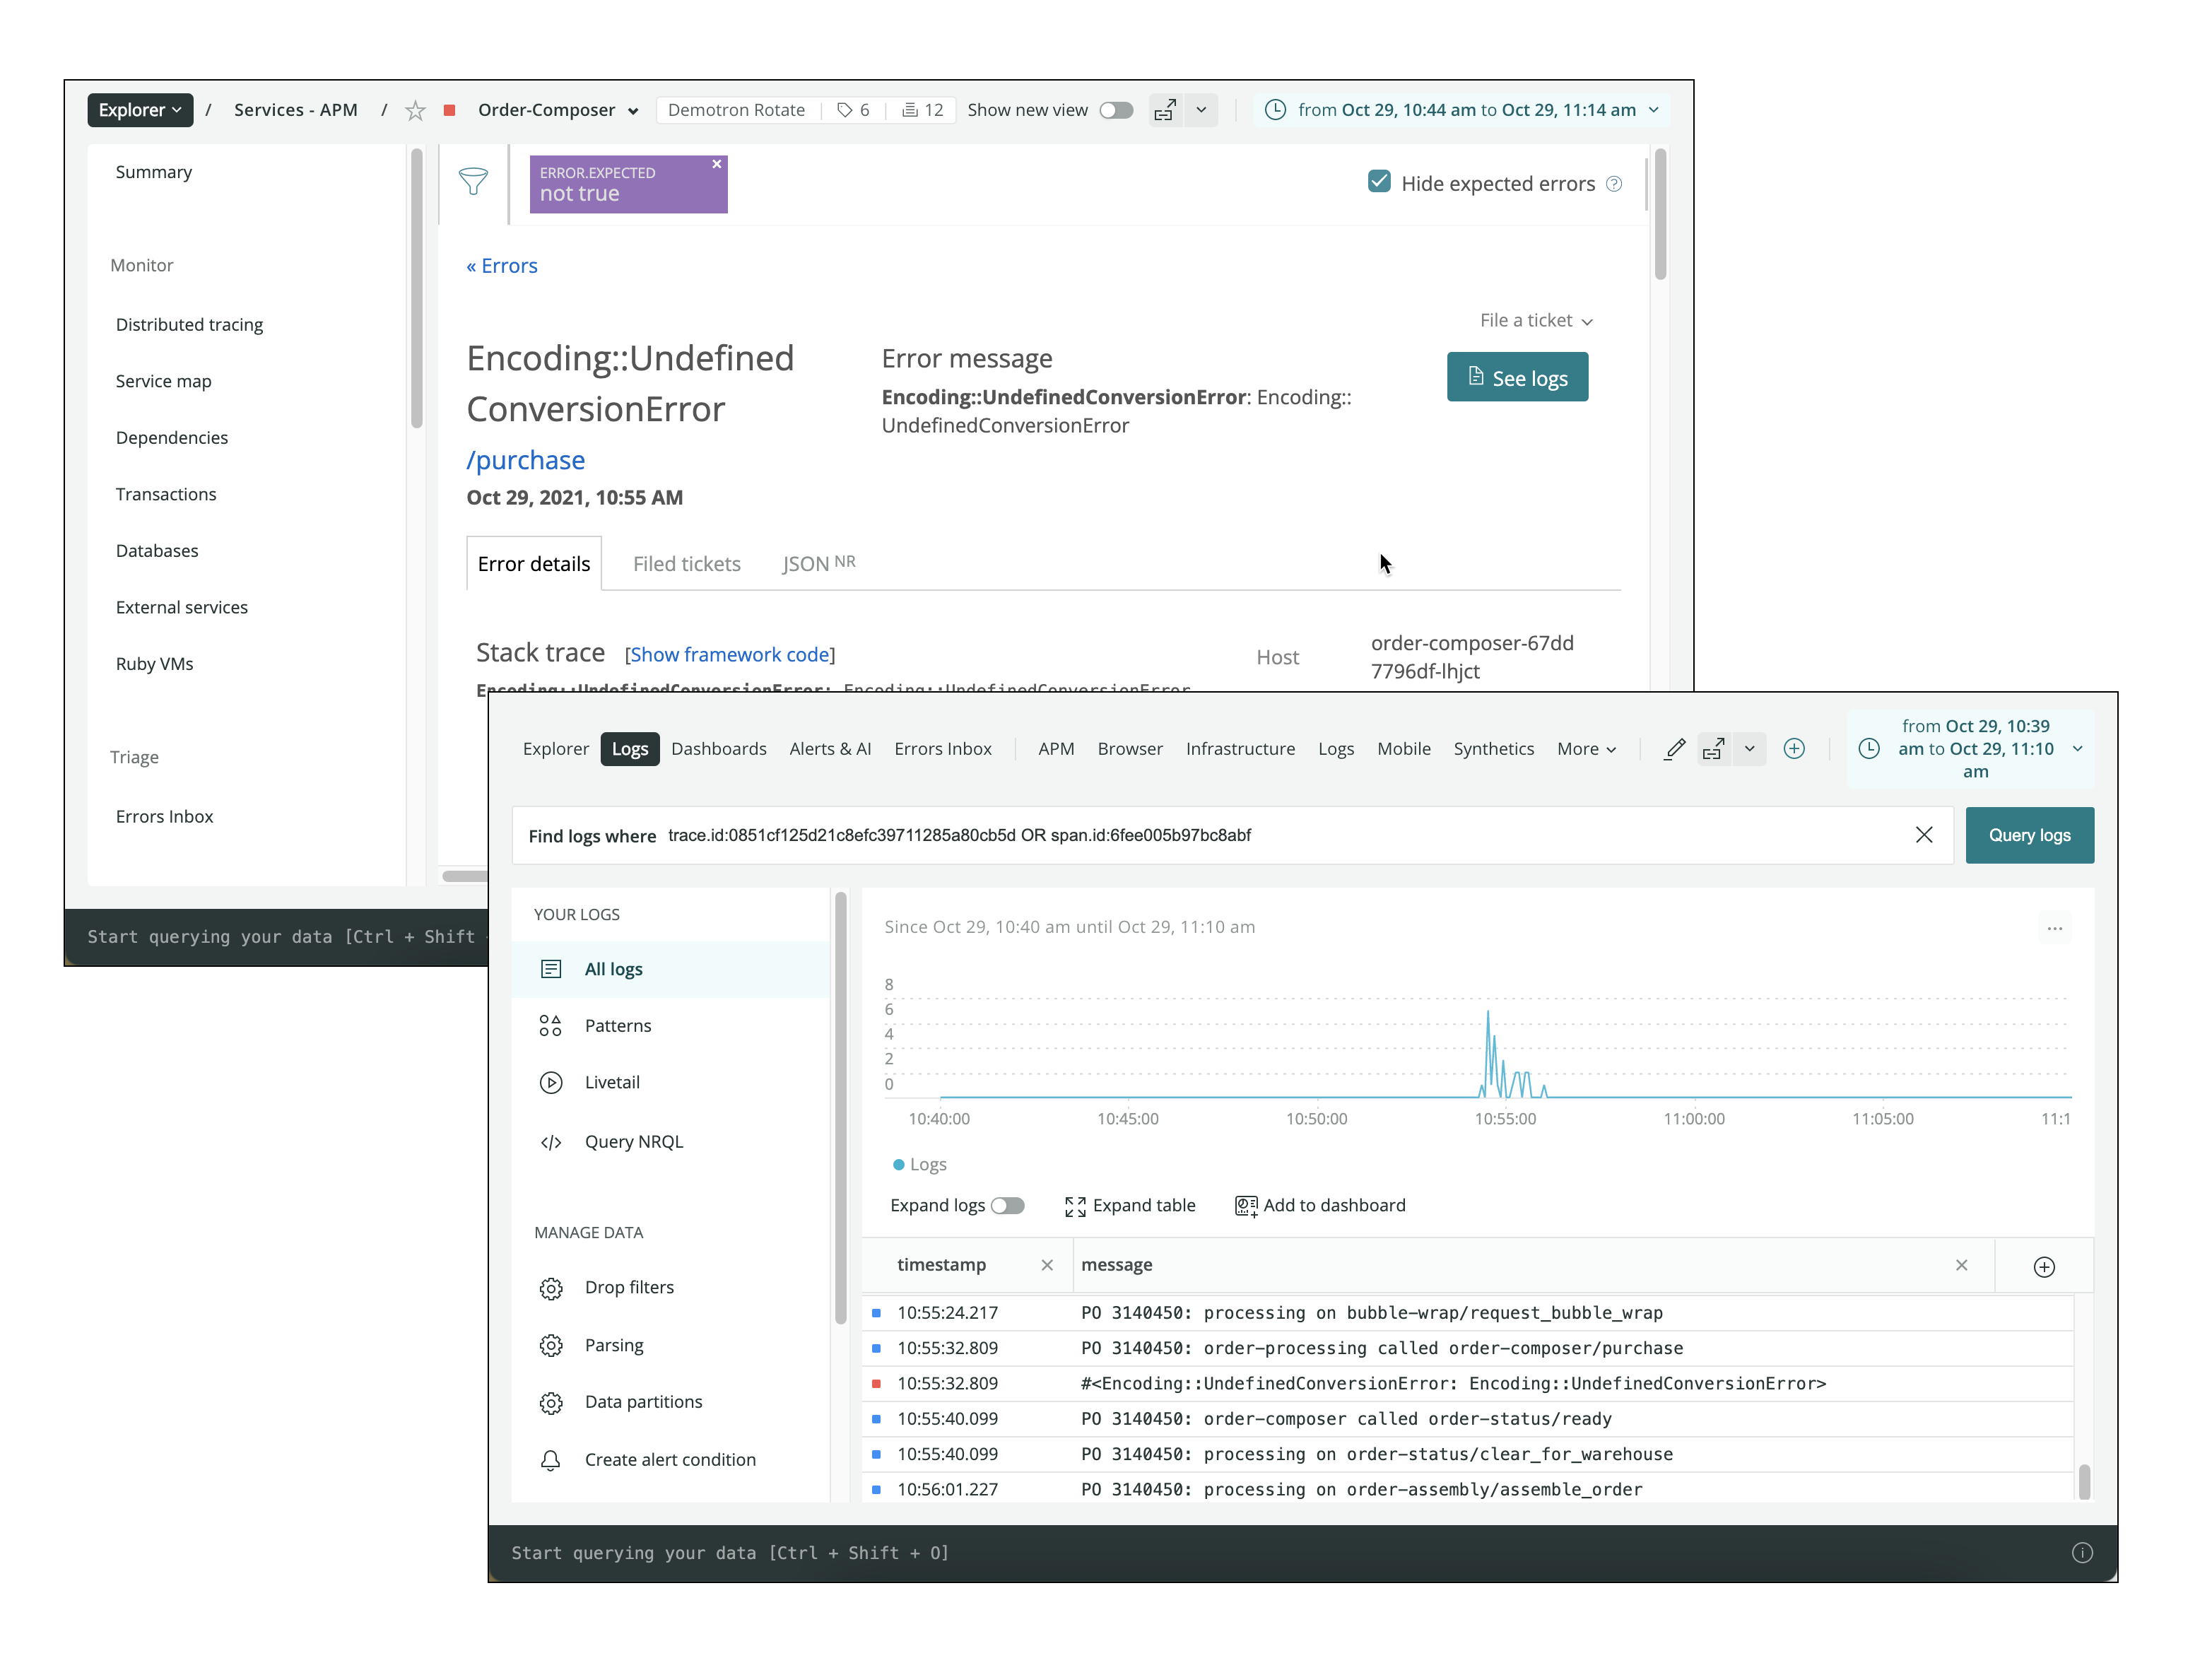 Explorer / Services - APM / Order-Composer Demotron Rotate 6 12 Show new view from Oct 29, 10:44 am to Oct 29, 11:14 am
Summary
Monitor
Distributed tracing
Service map
Dependencies
Transactions
Databases
External services
Ruby VMs
Triage
Errors Inbox
ERROR.EXPECTED
not true
Hide expected errors ?
« Errors
File a ticket
Encoding::Undefined
ConversionError
/purchase
Oct 29, 2021, 10:55 AM
Error message
Encoding::UndefinedConversionError: Encoding::
UndefinedConversionError
See logs
Error details Filed tickets JSON NR
Stack trace [Show framework code]
Host
order-composer-67dd
7796df-lhjct
Encoding::UndefinedConversionError: Encoding::UndefinedConversionError
Start querying your data [Ctrl + Shift
Explorer Logs Dashboards Alerts & AI Errors Inbox APM Browser Infrastructure Logs Mobile Synthetics More
from Oct 29, 10:39
am to Oct 29, 11:10
am
Find logs where trace.id:0851cf125d21c8efc39711285a80cb5d OR span.id:6fee005b97bc8abf
Query logs
YOUR LOGS
All logs
Patterns
Livetail
Query NRQL
MANAGE DATA
Drop filters
Parsing
Data partitions
Create alert condition
Since Oct 29, 10:40 am until Oct 29, 11:10 am
8
6
4
2
0
10:40:00 10:45:00 10:50:00 10:55:00 11:00:00 11:05:00 11:1
Logs
Expand logs Expand table Add to dashboard
timestamp message
10:55:24.217 PO 3140450: processing on bubble-wrap/request_bubble_wrap
10:55:32.809 PO 3140450: order-processing called order-composer/purchase
10:55:32.809 #<Encoding::UndefinedConversionError: Encoding::UndefinedConversionError>
10:55:40.099 PO 3140450: order-composer called order-status/ready
10:55:40.099 PO 3140450: processing on order-status/clear_for_warehouse
10:56:01.227 PO 3140450: processing on order-assembly/assemble_order
Start querying your data [Ctrl + Shift + O]